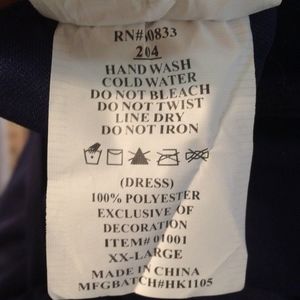 RN#:0833
204
HAND WASH
COLD WATER
DO NOT BLEACH
DO NOT TWIST
LINE DRY
DO NOT IRON
(DRESS)
100% POLYESTER
EXCLUSIVE OF
DECORATION
ITEM# 01001
XX-LARGE
MADE IN CHINA
MFGBATCH#HK1105